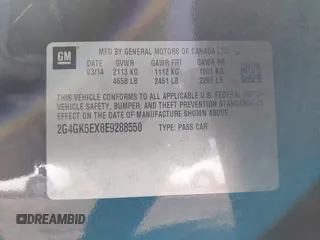 GM
MFD BY GENERAL MOTORS OF CANADA LTD
DATE GVWR GAWR FRT GAWR RR
03/14 2113 KG 1112 KG 1001 KG
4658 LB 2451 LB 2207 LB
THIS VEHICLE CONFORMS TO ALL APPLICABLE U.S. FEDERAL MOTOR
VEHICLE SAFETY, BUMPER, AND THEFT PREVENTION STANDARDS IN
EFFECT ON THE DATE OF MANUFACTURE SHOWN ABOVE.
2G4GK5EX8E9288550 TYPE: PASS CAR
DREAMBID